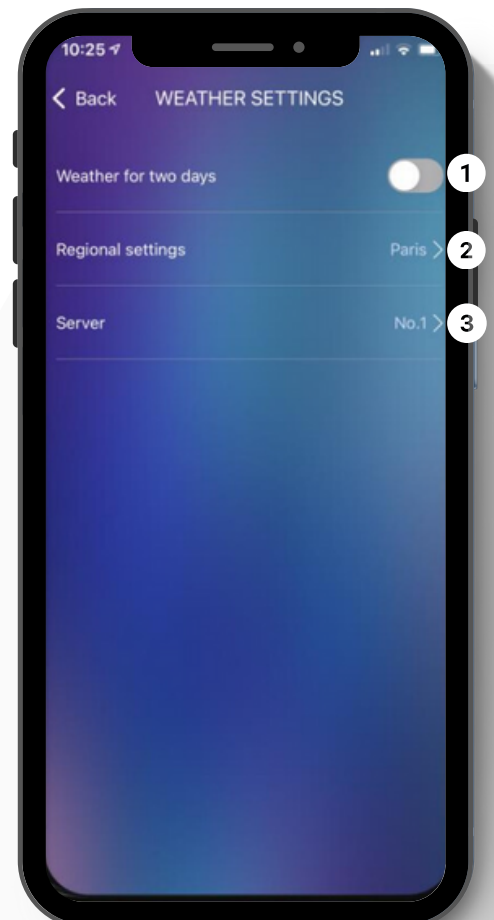 10:25
Back WEATHER SETTINGS
Weather for two days 1
Regional settings Paris 2
Server No.1 3